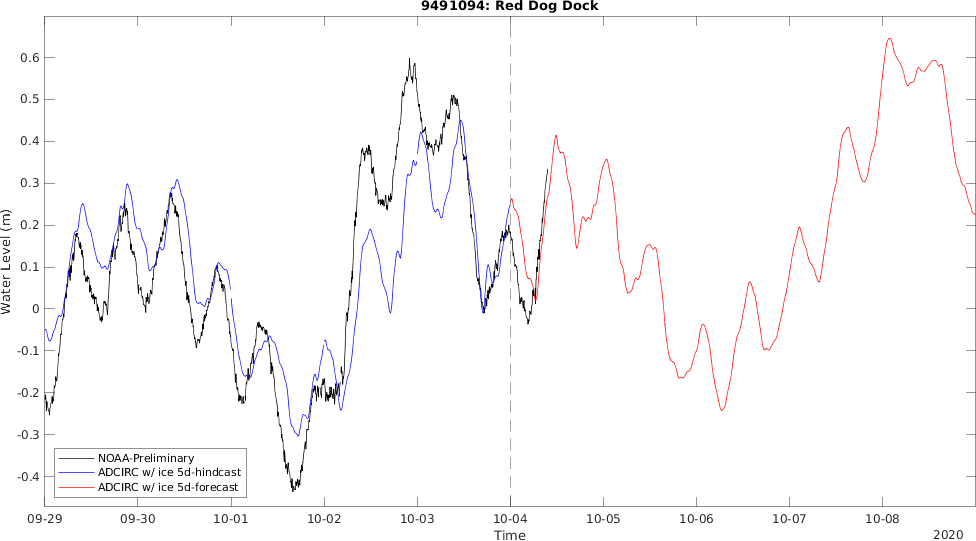 9491094: Red Dog Dock
Water Level (m)
0.6
0.5
0.4
0.3
0.2
0.1
0
-0.1
-0.2
-0.3
-0.4
NOAA-Preliminary
ADCIRC w/ ice 5d-hindcast
ADCIRC w/ ice 5d-forecast
09-29 09-30 10-01 10-02 10-03 10-04 10-05 10-06 10-07 10-08
Time
2020